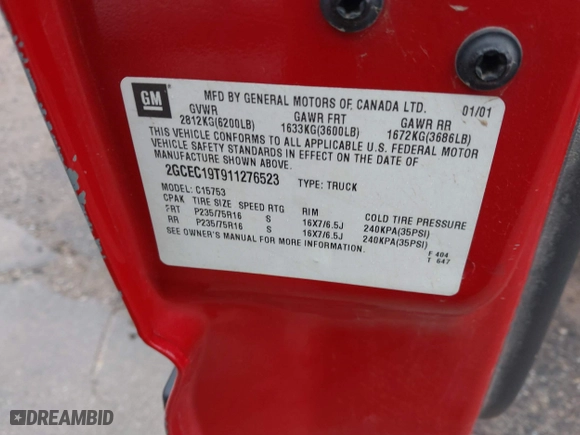 GM
MFD BY GENERAL MOTORS OF CANADA LTD. 01/01
GVWR GAWR FRT GAWR RR
2812KG(6200LB) 1633KG(3600LB) 1672KG(3686LB)
THIS VEHICLE CONFORMS TO ALL APPLICABLE U.S. FEDERAL MOTOR
VEHICLE SAFETY STANDARDS IN EFFECT ON THE DATE OF
MANUFACTURE SHOWN ABOVE.
2GCEC19T911276523 TYPE: TRUCK
MODEL: C15753
CPAK TIRE SIZE SPEED RTG RIM COLD TIRE PRESSURE
FRT P235/75R16 S 16X7/6.5J 240KPA(35PSI)
RR P235/75R16 S 16X7/6.5J 240KPA(35PSI)
SEE OWNER'S MANUAL FOR MORE INFORMATION.
F 404
T 647
DREAMBID